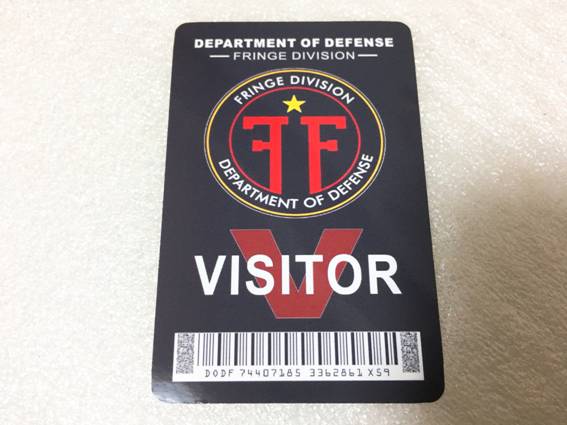 DEPARTMENT OF DEFENSE
FRINGE DIVISION
FRINGE DIVISION
FF
DEPARTMENT OF DEFENSE
V
VISITOR
DODF 74407185 3362861 X59